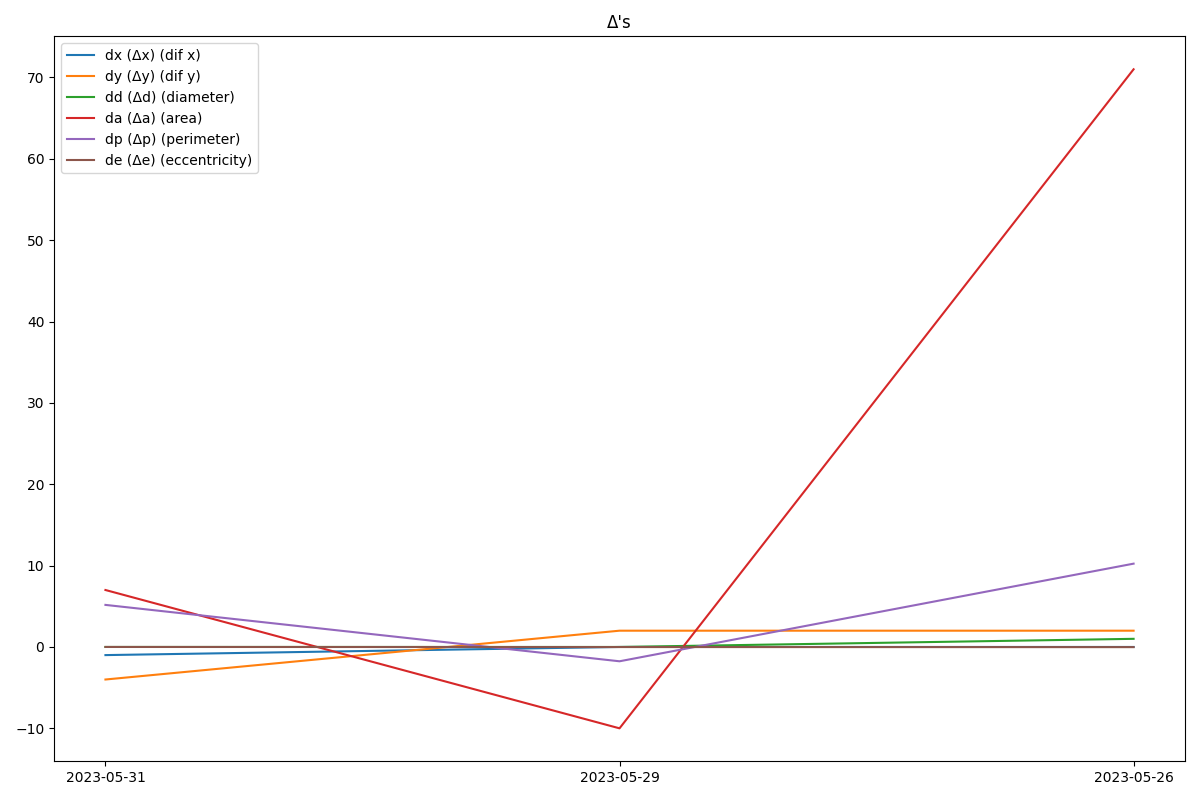 Δ's
dx (Δx) (dif x)
dy (Δy) (dif y)
dd (Δd) (diameter)
da (Δa) (area)
dp (Δp) (perimeter)
de (Δe) (eccentricity)
70
60
50
40
30
20
10
0
−10
2023-05-31
2023-05-29
2023-05-26